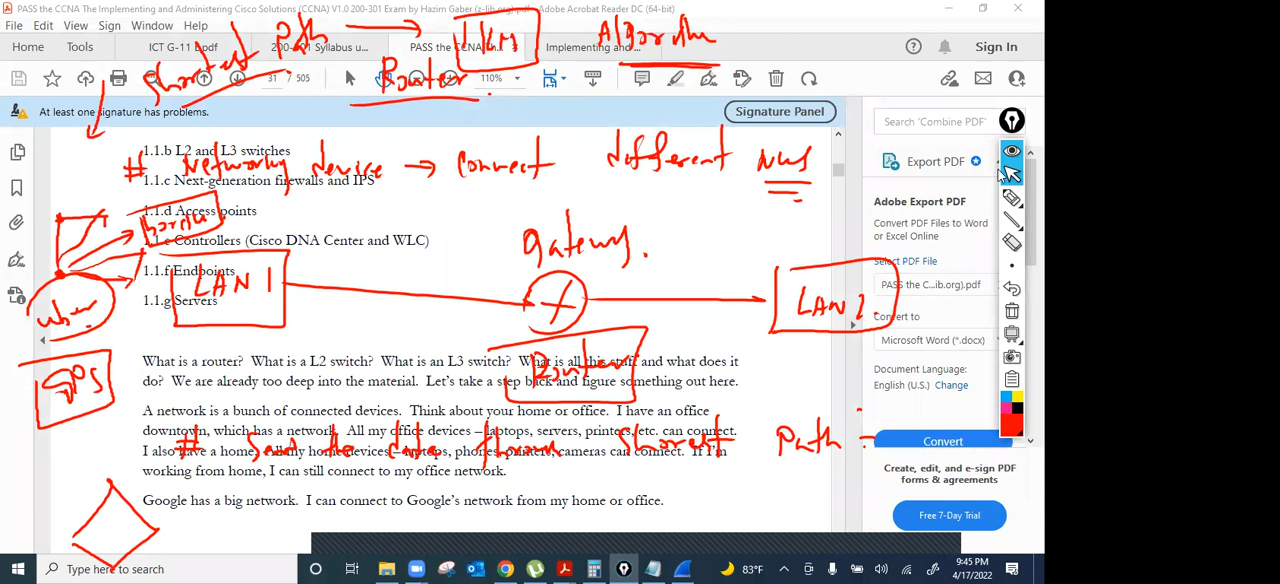 PASS the CCNA The Implementing and Administering Cisco Solutions (CCNA) V1.0 200-301 Exam by Hazim Gaber (z-lib.org).pdf - Adobe Acrobat Reader DC (64-bit)
File Edit View Sign Window Help
Shortest Path → Algorithm
Home Tools ICT G-11 B.pdf 200-301 Syllabus u... PASS the CCNA Th... Implementing and... Sign In
Router
31 / 505 110%
At least one signature has problems. Signature Panel
Search 'Combine PDF'
1.1.b L2 and L3 switches
# Networking device → Connect different NWs
Export PDF
1.1.c Next-generation firewalls and IPS
Adobe Export PDF
1.1.d Access points
Convert PDF Files to Word
or Excel Online
1.1.e Controllers (Cisco DNA Center and WLC)
gateway.
Select PDF File
1.1.f Endpoints
LAN 1
PASS the C...ib.org).pdf
1.1.g Servers
LAN 2
Convert to
Microsoft Word (*.docx)
What is a router? What is a L2 switch? What is an L3 switch? What is all this stuff and what does it
do? We are already too deep into the material. Let's take a step back and figure something out here.
Router
GPS
Document Language:
English (U.S.) Change
A network is a bunch of connected devices. Think about your home or office. I have an office
downtown, which has a network. All my office devices – laptops, servers, printers, etc. can connect.
# the data shortest Path
I also have a home. All my home devices – laptops, phones, printers, cameras can connect. If I'm
working from home, I can still connect to my office network.
Convert
Create, edit, and e-sign PDF
forms & agreements
Google has a big network. I can connect to Google's network from my home or office.
Free 7-Day Trial
Type here to search
83°F
9:45 PM
4/17/2022